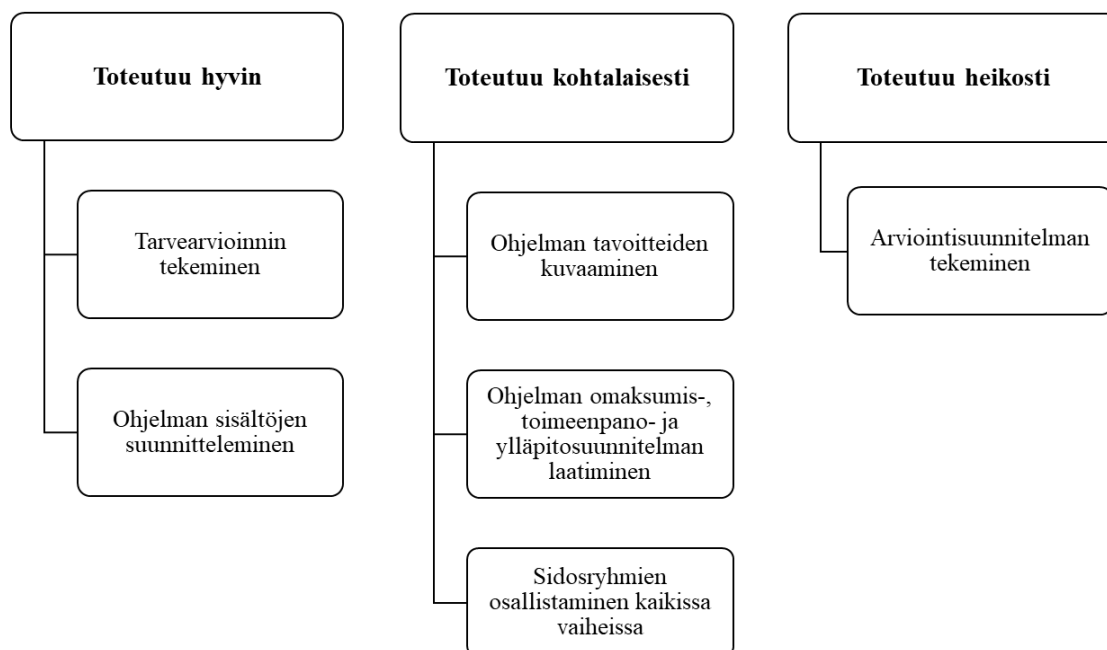 Toteutuu hyvin
Tarvearvioinnin
tekeminen
Ohjelman sisältöjen
suunnitteleminen
Toteutuu kohtalaisesti
Ohjelman tavoitteiden
kuvaaminen
Ohjelman omaksumis-,
toimeenpano- ja
ylläpitosuunnitelman
laatiminen
Sidosryhmien
osallistaminen kaikissa
vaiheissa
Toteutuu heikosti
Arviointisuunnitelman
tekeminen